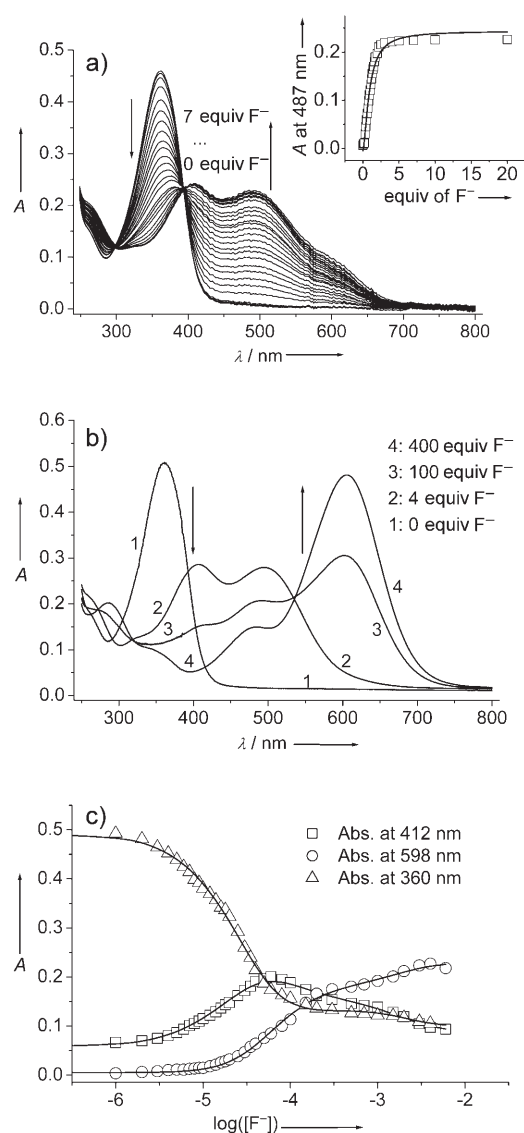 a)
7 equiv F⁻
...
0 equiv F⁻
A
0.5
0.4
0.3
0.2
0.1
0.0
300 400 500 600 700 800
λ / nm
A at 487 nm
0.2
0.1
0.0
0 5 10 15 20
equiv of F⁻
b)
4: 400 equiv F⁻
3: 100 equiv F⁻
2: 4 equiv F⁻
1: 0 equiv F⁻
A
0.6
0.5
0.4
0.3
0.2
0.1
0.0
1
2
3
4
4
3
2
1
300 400 500 600 700 800
λ / nm
c)
Abs. at 412 nm
Abs. at 598 nm
Abs. at 360 nm
A
0.5
0.4
0.3
0.2
0.1
0.0
-6 -5 -4 -3 -2
log([F⁻])